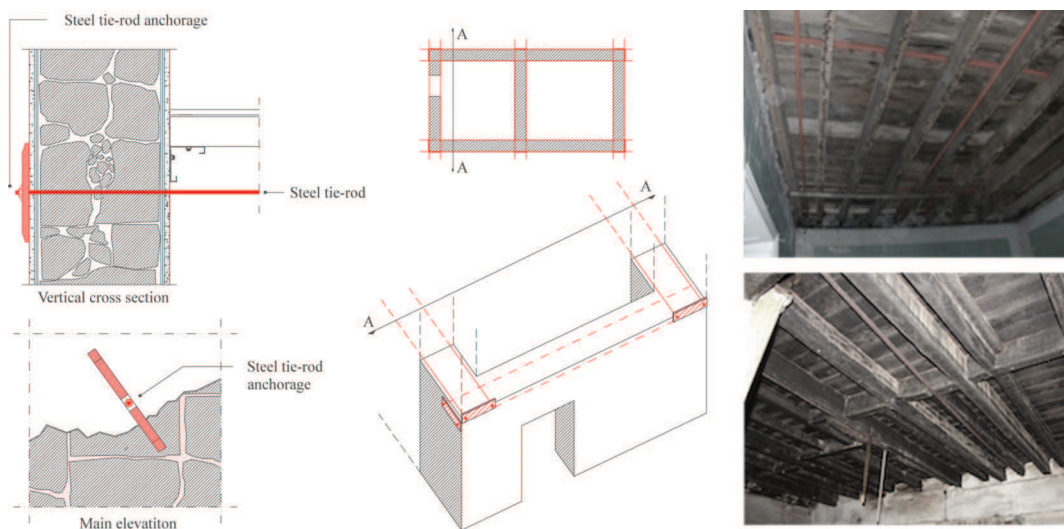 Steel tie-rod anchorage
Steel tie-rod
Vertical cross section
Steel tie-rod
anchorage
Main elevatiton
A
A
A
A